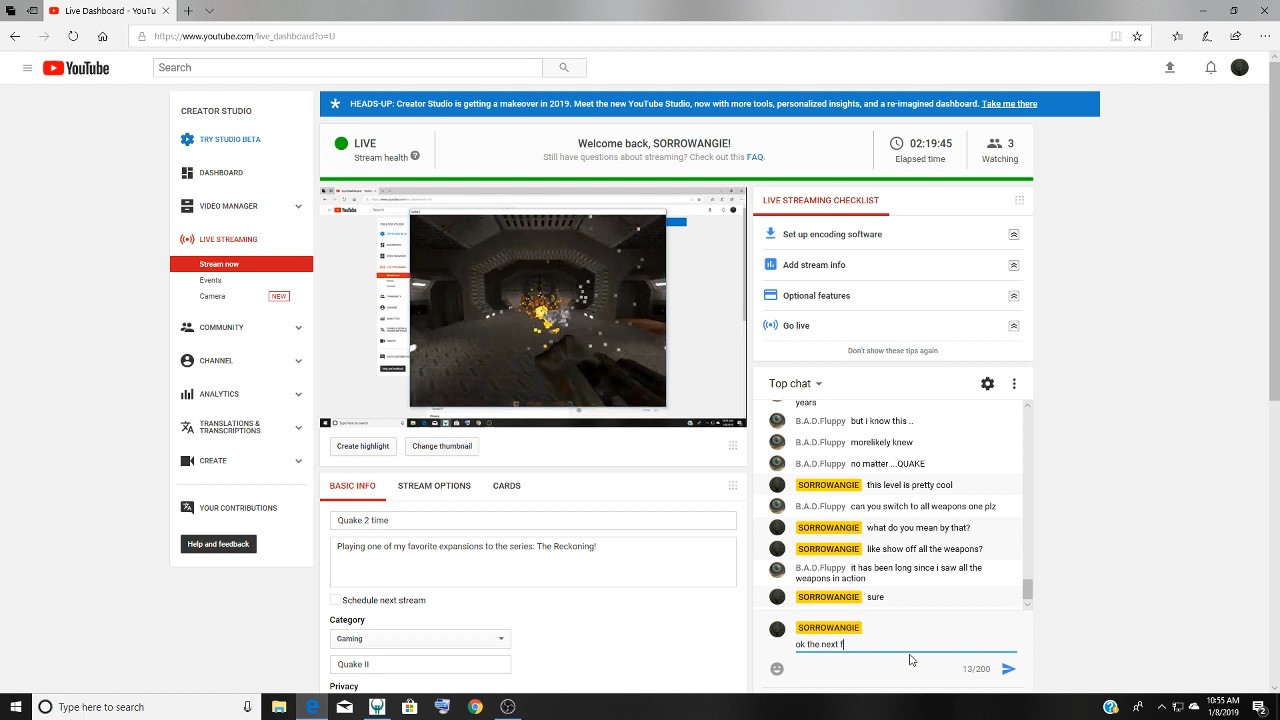 Live Dashboard - YouTu
https://www.youtube.com/live_dashboard?o=U
YouTube
Search
CREATOR STUDIO
TRY STUDIO BETA
DASHBOARD
VIDEO MANAGER
LIVE STREAMING
Stream now
Events
Camera NEW
COMMUNITY
CHANNEL
ANALYTICS
TRANSLATIONS &
TRANSCRIPTIONS
CREATE
YOUR CONTRIBUTIONS
Help and feedback
HEADS-UP: Creator Studio is getting a makeover in 2019. Meet the new YouTube Studio, now with more tools, personalized insights, and a re-imagined dashboard. Take me there
LIVE
Stream health ?
Welcome back, SORROWANGIE!
Still have questions about streaming? Check out this FAQ.
02:19:45
Elapsed time
3
Watching
Create highlight
Change thumbnail
BASIC INFO STREAM OPTIONS CARDS
Quake 2 time
Playing one of my favorite expansions to the series: The Reckoning!
Schedule next stream
Category
Gaming
Quake II
Privacy
LIVE STREAMING CHECKLIST
Set up encoding software
Add stream info
Optional features
Go live
Don't show these tips again
Top chat
years
B.A.D.Fluppy but i know this ..
B.A.D.Fluppy morelikely knew
B.A.D.Fluppy no matter ...QUAKE
SORROWANGIE this level is pretty cool
B.A.D.Fluppy can you switch to all weapons one plz
SORROWANGIE what do you mean by that?
SORROWANGIE like show off all the weapons?
B.A.D.Fluppy it has been long since i saw all the
weapons in action
SORROWANGIE sure
SORROWANGIE
ok the next f
13/200
Type here to search
10:55 AM
1/8/2019